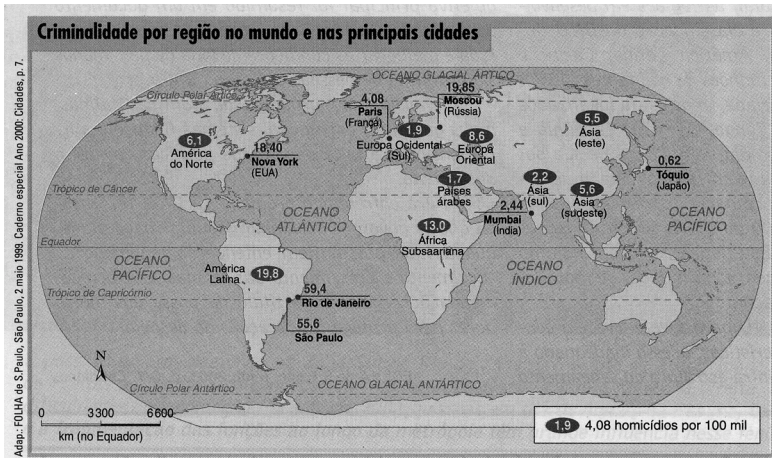 Criminalidade por região no mundo e nas principais cidades
Adap.: FOLHA de S.Paulo, São Paulo, 2 maio 1999. Caderno especial Ano 2000: Cidades, p. 7.
OCEANO GLACIAL ÁRTICO
Círculo Polar Ártico
6,1
América
do Norte
18,40
Nova York
(EUA)
4,08
Paris
(França)
19,85
Moscou
(Rússia)
1,9
Europa Ocidental
(Sul)
8,6
Europa
Oriental
5,5
Ásia
(leste)
0,62
Tóquio
(Japão)
Trópico de Câncer
1,7
Países
árabes
2,2
Ásia
(sul)
5,6
Ásia
(sudeste)
2,44
Mumbai
(Índia)
OCEANO
ATLÂNTICO
OCEANO
PACÍFICO
13,0
África
Subsaariana
Equador
OCEANO
PACÍFICO
OCEANO
ÍNDICO
América
Latina
19,8
59,4
Rio de Janeiro
Trópico de Capricórnio
55,6
São Paulo
N
Círculo Polar Antártico
OCEANO GLACIAL ANTÁRTICO
0 3300 6600
km (no Equador)
1,9 4,08 homicídios por 100 mil